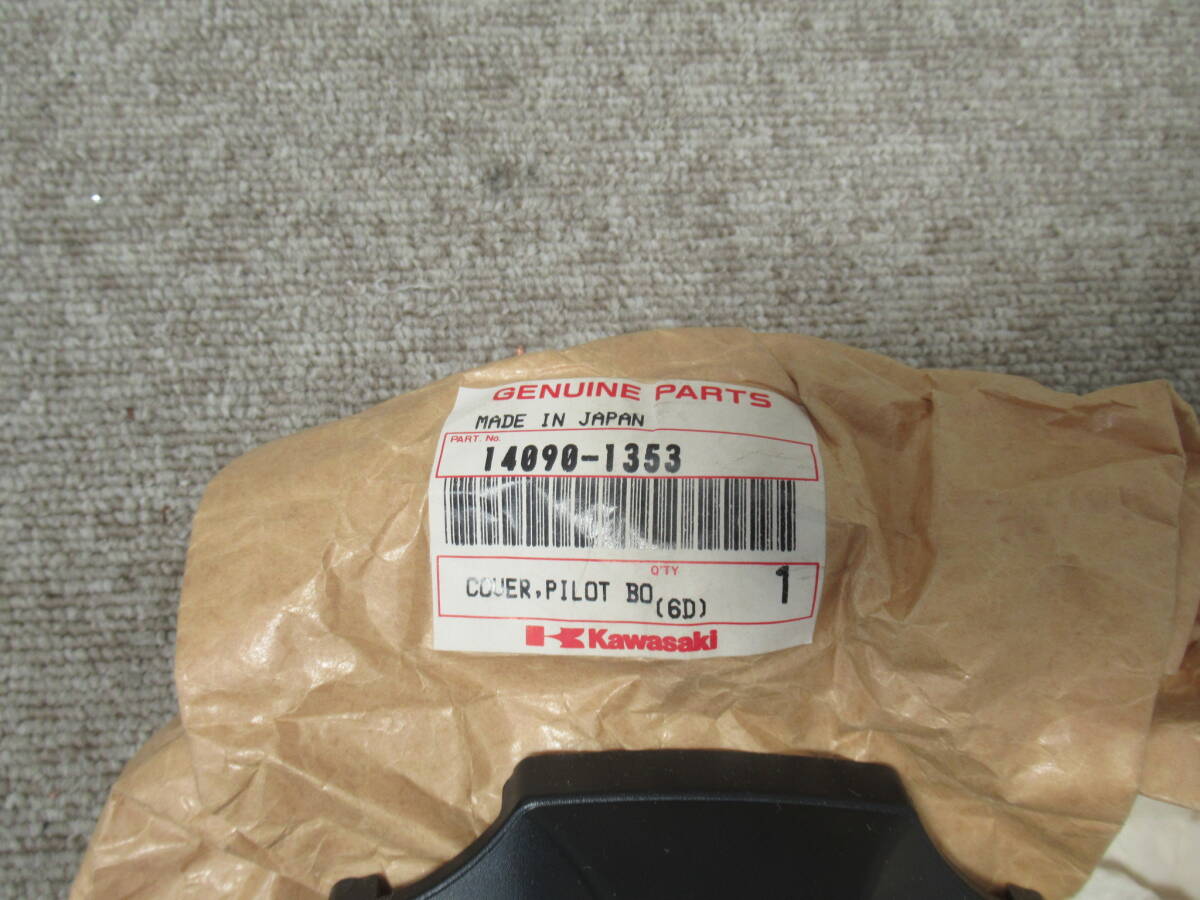 GENUINE PARTS
MADE IN JAPAN
PART. No.
14090-1353
Q'TY
COVER,PILOT BO(6D) 1
Kawasaki